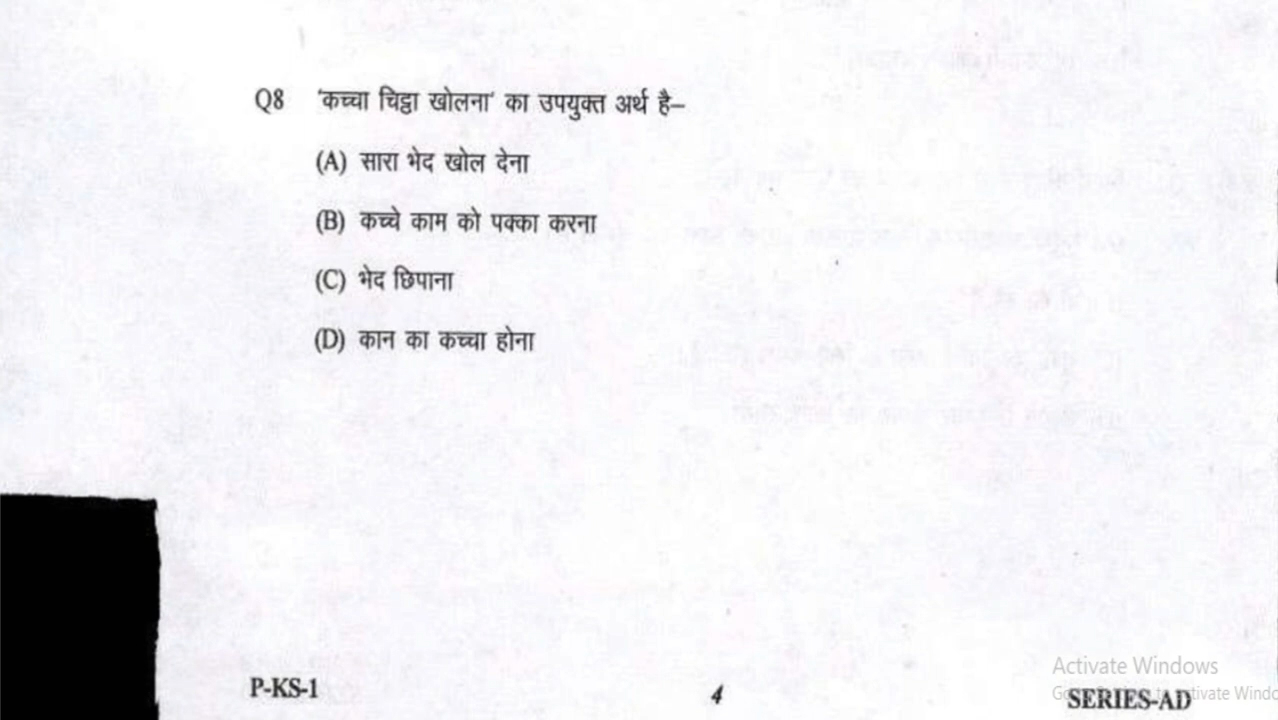 Q8 'कच्चा चिट्ठा खोलना' का उपयुक्त अर्थ है–
(A) सारा भेद खोल देना
(B) कच्चे काम को पक्का करना
(C) भेद छिपाना
(D) कान का कच्चा होना
Activate Windows
P-KS-1 4 SERIES-AD